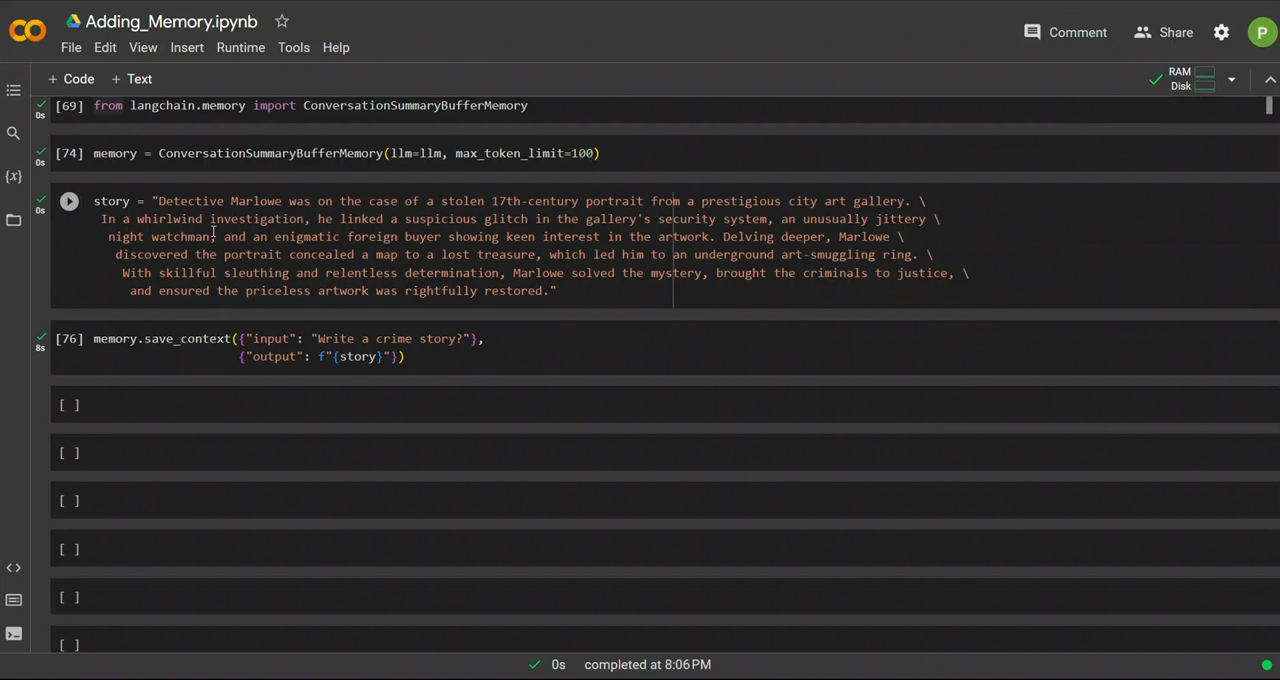 Adding_Memory.ipynb
File Edit View Insert Runtime Tools Help
Comment Share P
+ Code + Text
RAM
Disk
[69] from langchain.memory import ConversationSummaryBufferMemory
0s
[74] memory = ConversationSummaryBufferMemory(llm=llm, max_token_limit=100)
0s
story = "Detective Marlowe was on the case of a stolen 17th-century portrait from a prestigious city art gallery. \
0s
In a whirlwind investigation, he linked a suspicious glitch in the gallery's security system, an unusually jittery \
night watchman, and an enigmatic foreign buyer showing keen interest in the artwork. Delving deeper, Marlowe \
discovered the portrait concealed a map to a lost treasure, which led him to an underground art-smuggling ring. \
With skillful sleuthing and relentless determination, Marlowe solved the mystery, brought the criminals to justice, \
and ensured the priceless artwork was rightfully restored."
[76] memory.save_context({"input": "Write a crime story?"},
8s
{"output": f"{story}"})
[ ]
[ ]
[ ]
[ ]
[ ]
[ ]
0s completed at 8:06 PM